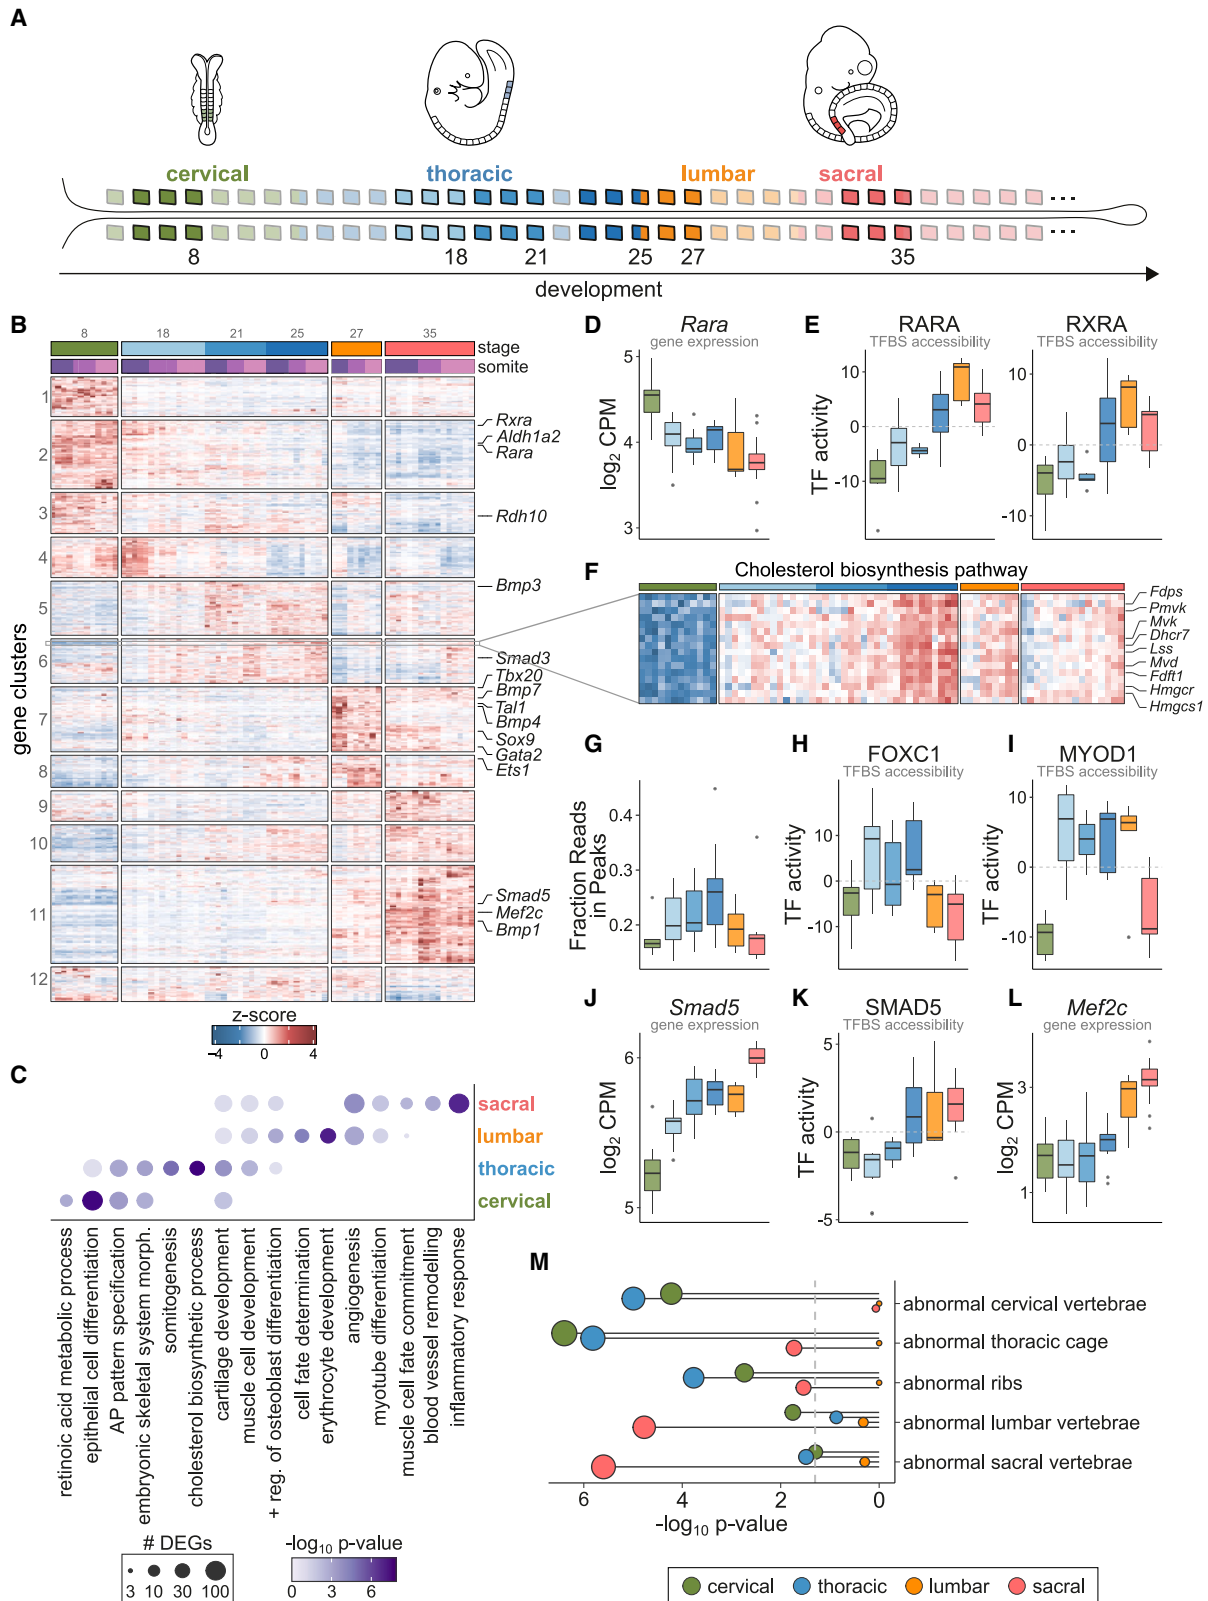 A
cervical
thoracic
lumbar
sacral
8
18
21
25
27
35
development
B
8
18
21
25
27
35
stage
somite
gene clusters
1
2
3
4
5
6
7
8
9
10
11
12
Rxra
Aldh1a2
Rara
Rdh10
Bmp3
Smad3
Tbx20
Bmp7
Tal1
Bmp4
Sox9
Gata2
Ets1
Smad5
Mef2c
Bmp1
z-score
−4
0
4
C
sacral
lumbar
thoracic
cervical
retinoic acid metabolic process
epithelial cell differentiation
AP pattern specification
embryonic skeletal system morph.
somitogenesis
cholesterol biosynthetic process
cartilage development
muscle cell development
+ reg. of osteoblast differentiation
cell fate determination
erythrocyte development
angiogenesis
myotube differentiation
muscle cell fate commitment
blood vessel remodelling
inflammatory response
# DEGs
3 10 30 100
-log10 p-value
0 3 6
D
Rara
gene expression
log2 CPM
5
4
3
E
RARA
TFBS accessibility
TF activity
10
0
-10
RXRA
TFBS accessibility
10
0
-10
F
Cholesterol biosynthesis pathway
Fdps
Pmvk
Mvk
Dhcr7
Lss
Mvd
Fdft1
Hmgcr
Hmgcs1
G
Fraction Reads
in Peaks
0.4
0.3
0.2
H
FOXC1
TFBS accessibility
TF activity
10
0
-10
I
MYOD1
TFBS accessibility
TF activity
10
0
-10
J
Smad5
gene expression
log2 CPM
6
5
K
SMAD5
TFBS accessibility
TF activity
5
0
-5
L
Mef2c
gene expression
log2 CPM
3
1
M
abnormal cervical vertebrae
abnormal thoracic cage
abnormal ribs
abnormal lumbar vertebrae
abnormal sacral vertebrae
6 4 2 0
-log10 p-value
cervical
thoracic
lumbar
sacral